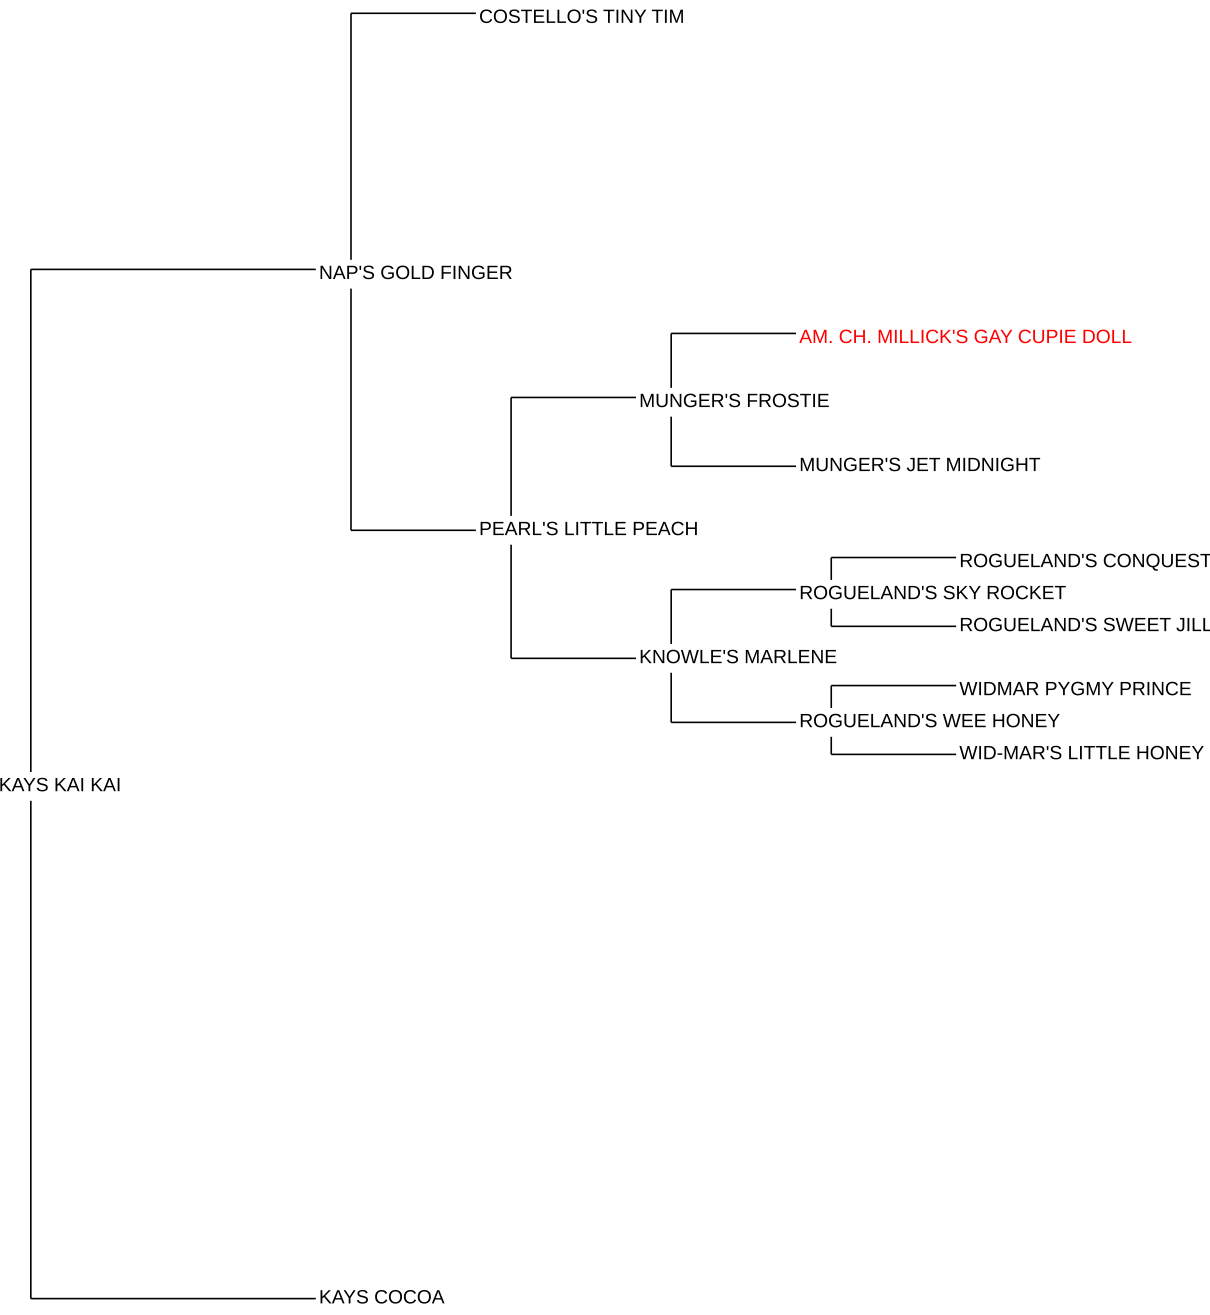 COSTELLO'S TINY TIM
NAP'S GOLD FINGER
AM. CH. MILLICK'S GAY CUPIE DOLL
MUNGER'S FROSTIE
MUNGER'S JET MIDNIGHT
PEARL'S LITTLE PEACH
ROGUELAND'S CONQUEST
ROGUELAND'S SKY ROCKET
ROGUELAND'S SWEET JILL
KNOWLE'S MARLENE
WIDMAR PYGMY PRINCE
ROGUELAND'S WEE HONEY
WID-MAR'S LITTLE HONEY
KAYS KAI KAI
KAYS COCOA